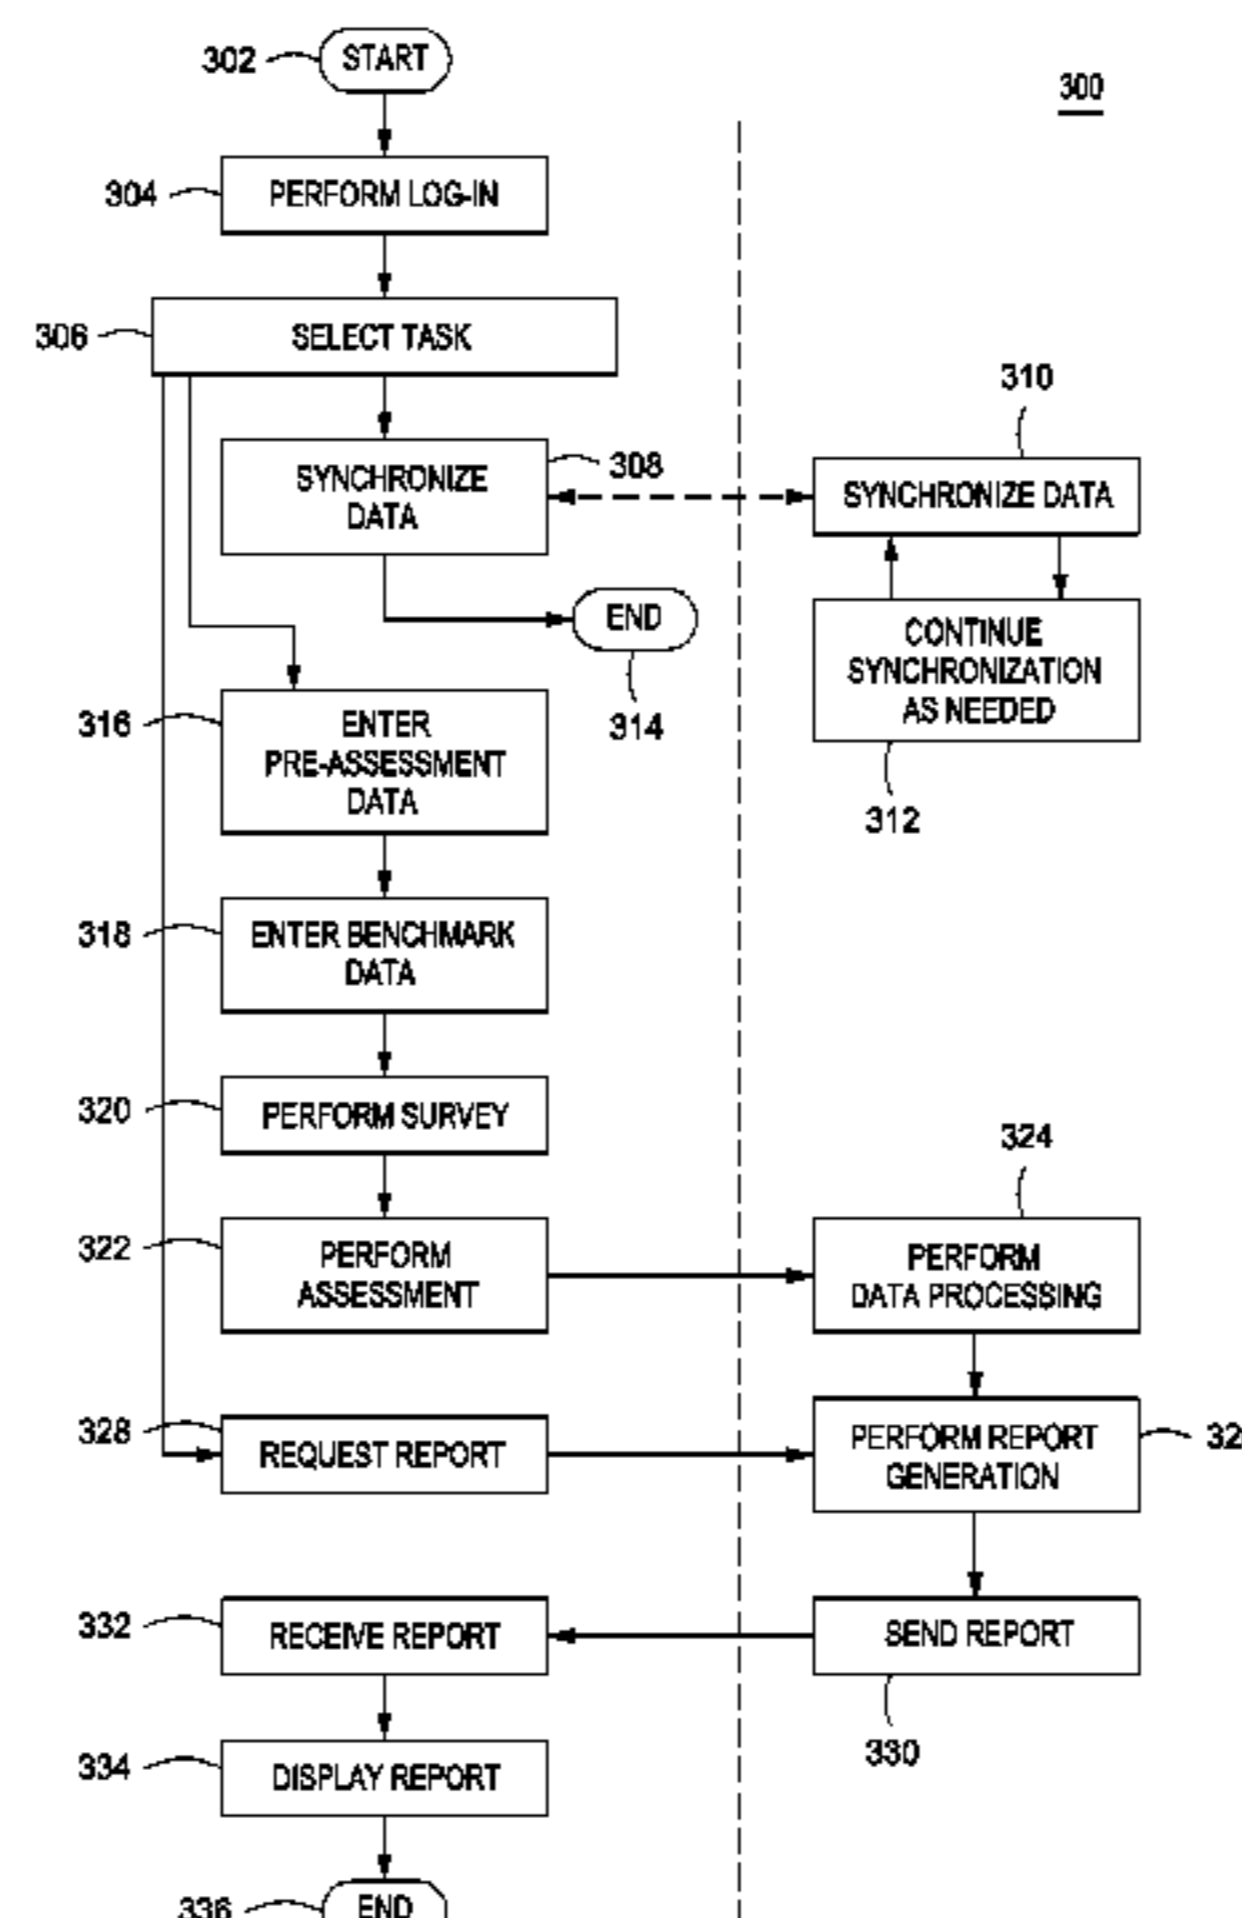 302 START
300
304 PERFORM LOG-IN
306 SELECT TASK
310
SYNCHRONIZE
DATA
308
SYNCHRONIZE DATA
END
314
CONTINUE
SYNCHRONIZATION
AS NEEDED
312
316 ENTER
PRE-ASSESSMENT
DATA
318 ENTER BENCHMARK
DATA
320 PERFORM SURVEY
324
322 PERFORM
ASSESSMENT
PERFORM
DATA PROCESSING
328 REQUEST REPORT
PERFORM REPORT
GENERATION
32
332 RECEIVE REPORT
SEND REPORT
330
334 DISPLAY REPORT
336 END